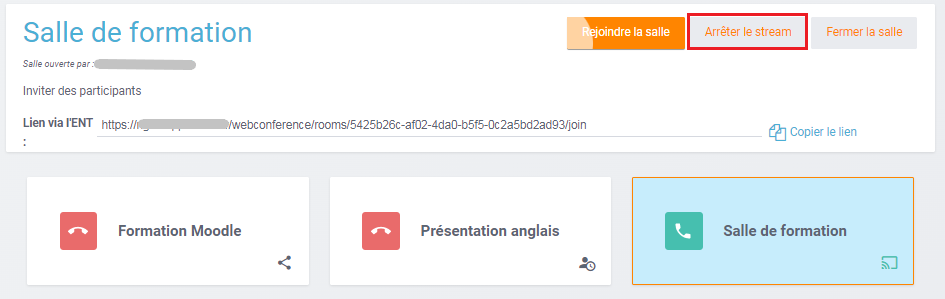 Salle de formation
Rejoindre la salle
Arrêter le stream
Fermer la salle
Salle ouverte par :
Inviter des participants
Lien via l'ENT :
https:// /webconference/rooms/5425b26c-af02-4da0-b5f5-0c2a5bd2ad93/join
Copier le lien
Formation Moodle
Présentation anglais
Salle de formation